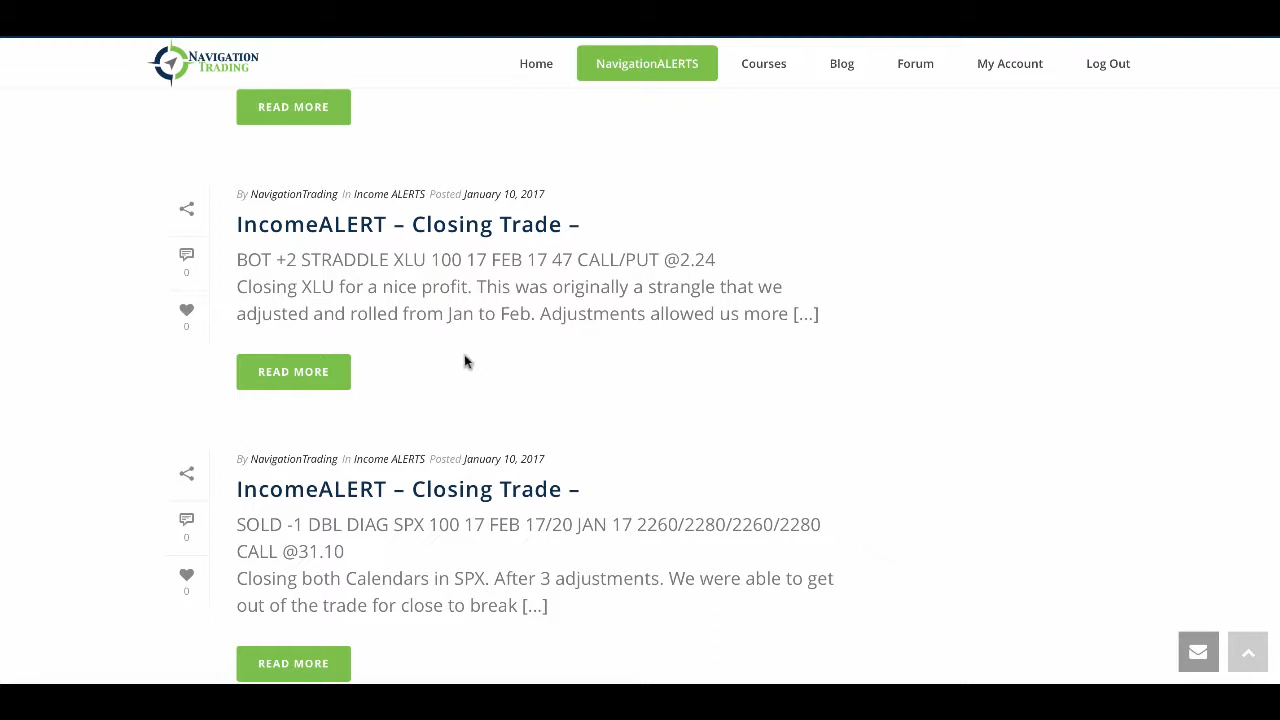 NAVIGATION
TRADING
Home
NavigationALERTS
Courses
Blog
Forum
My Account
Log Out
READ MORE
By NavigationTrading In Income ALERTS Posted January 10, 2017
IncomeALERT – Closing Trade –
0
BOT +2 STRADDLE XLU 100 17 FEB 17 47 CALL/PUT @2.24
Closing XLU for a nice profit. This was originally a strangle that we
adjusted and rolled from Jan to Feb. Adjustments allowed us more [...]
0
READ MORE
By NavigationTrading In Income ALERTS Posted January 10, 2017
IncomeALERT – Closing Trade –
0
SOLD -1 DBL DIAG SPX 100 17 FEB 17/20 JAN 17 2260/2280/2260/2280
CALL @31.10
Closing both Calendars in SPX. After 3 adjustments. We were able to get
out of the trade for close to break [...]
0
READ MORE